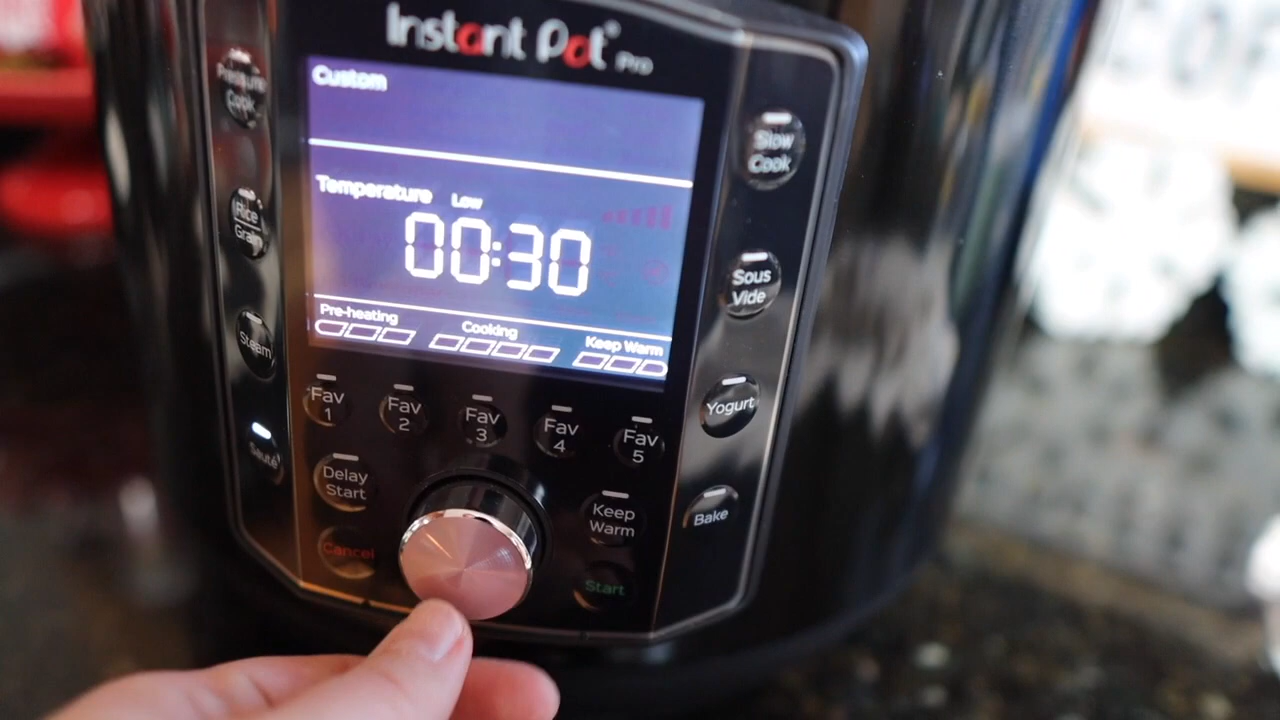 Instant Pot Pro
Custom
Temperature Low
00:30
Pre-heating Cooking Keep Warm
Pressure
Cook
Rice
Grain
Steam
Sauté
Slow
Cook
Sous
Vide
Yogurt
Bake
Fav
1
Fav
2
Fav
3
Fav
4
Fav
5
Delay
Start
Keep
Warm
Cancel
Start